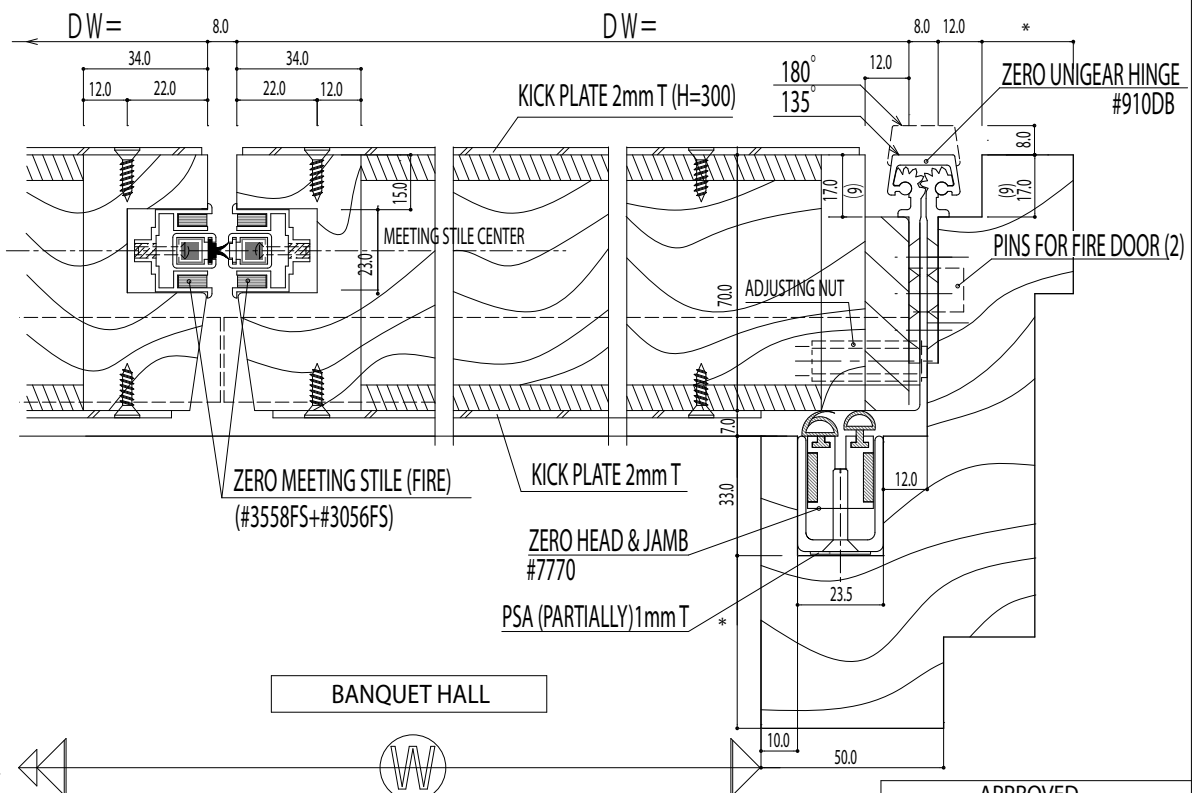 DW=
8.0
DW=
8.0
12.0
*
34.0
34.0
12.0
22.0
22.0
12.0
12.0
180°
135°
ZERO UNIGEAR HINGE
#910DB
KICK PLATE 2mm T (H=300)
8.0
15.0
17.0
(9)
(9)
17.0
MEETING STILE CENTER
23.0
PINS FOR FIRE DOOR (2)
70.0
ADJUSTING NUT
7.0
ZERO MEETING STILE (FIRE)
(#3558FS+#3056FS)
KICK PLATE 2mm T
33.0
12.0
ZERO HEAD & JAMB
#7770
23.5
PSA (PARTIALLY)1mm T
*
BANQUET HALL
10.0
50.0
W
APPROVED